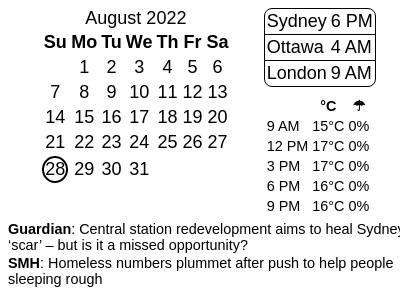 August 2022
Su Mo Tu We Th Fr Sa
1 2 3 4 5 6
7 8 9 10 11 12 13
14 15 16 17 18 19 20
21 22 23 24 25 26 27
28 29 30 31
Sydney 6 PM
Ottawa 4 AM
London 9 AM
°C ☂
9 AM 15°C 0%
12 PM 17°C 0%
3 PM 17°C 0%
6 PM 16°C 0%
9 PM 16°C 0%
Guardian: Central station redevelopment aims to heal Sydney
‘scar’ – but is it a missed opportunity?
SMH: Homeless numbers plummet after push to help people
sleeping rough